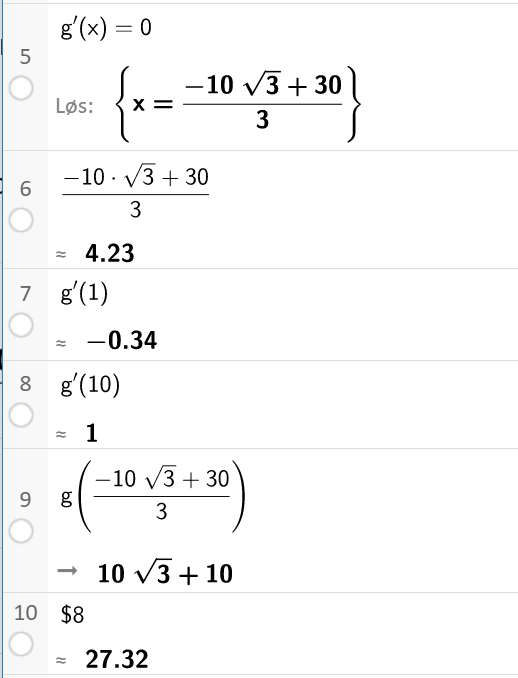 g′(x) = 0
5
Løs: {x = (−10 √3 + 30)/3}
6
(−10 · √3 + 30)/3
≈ 4.23
7 g′(1)
≈ −0.34
8 g′(10)
≈ 1
9 g((−10 √3 + 30)/3)
→ 10 √3 + 10
10 $8
≈ 27.32